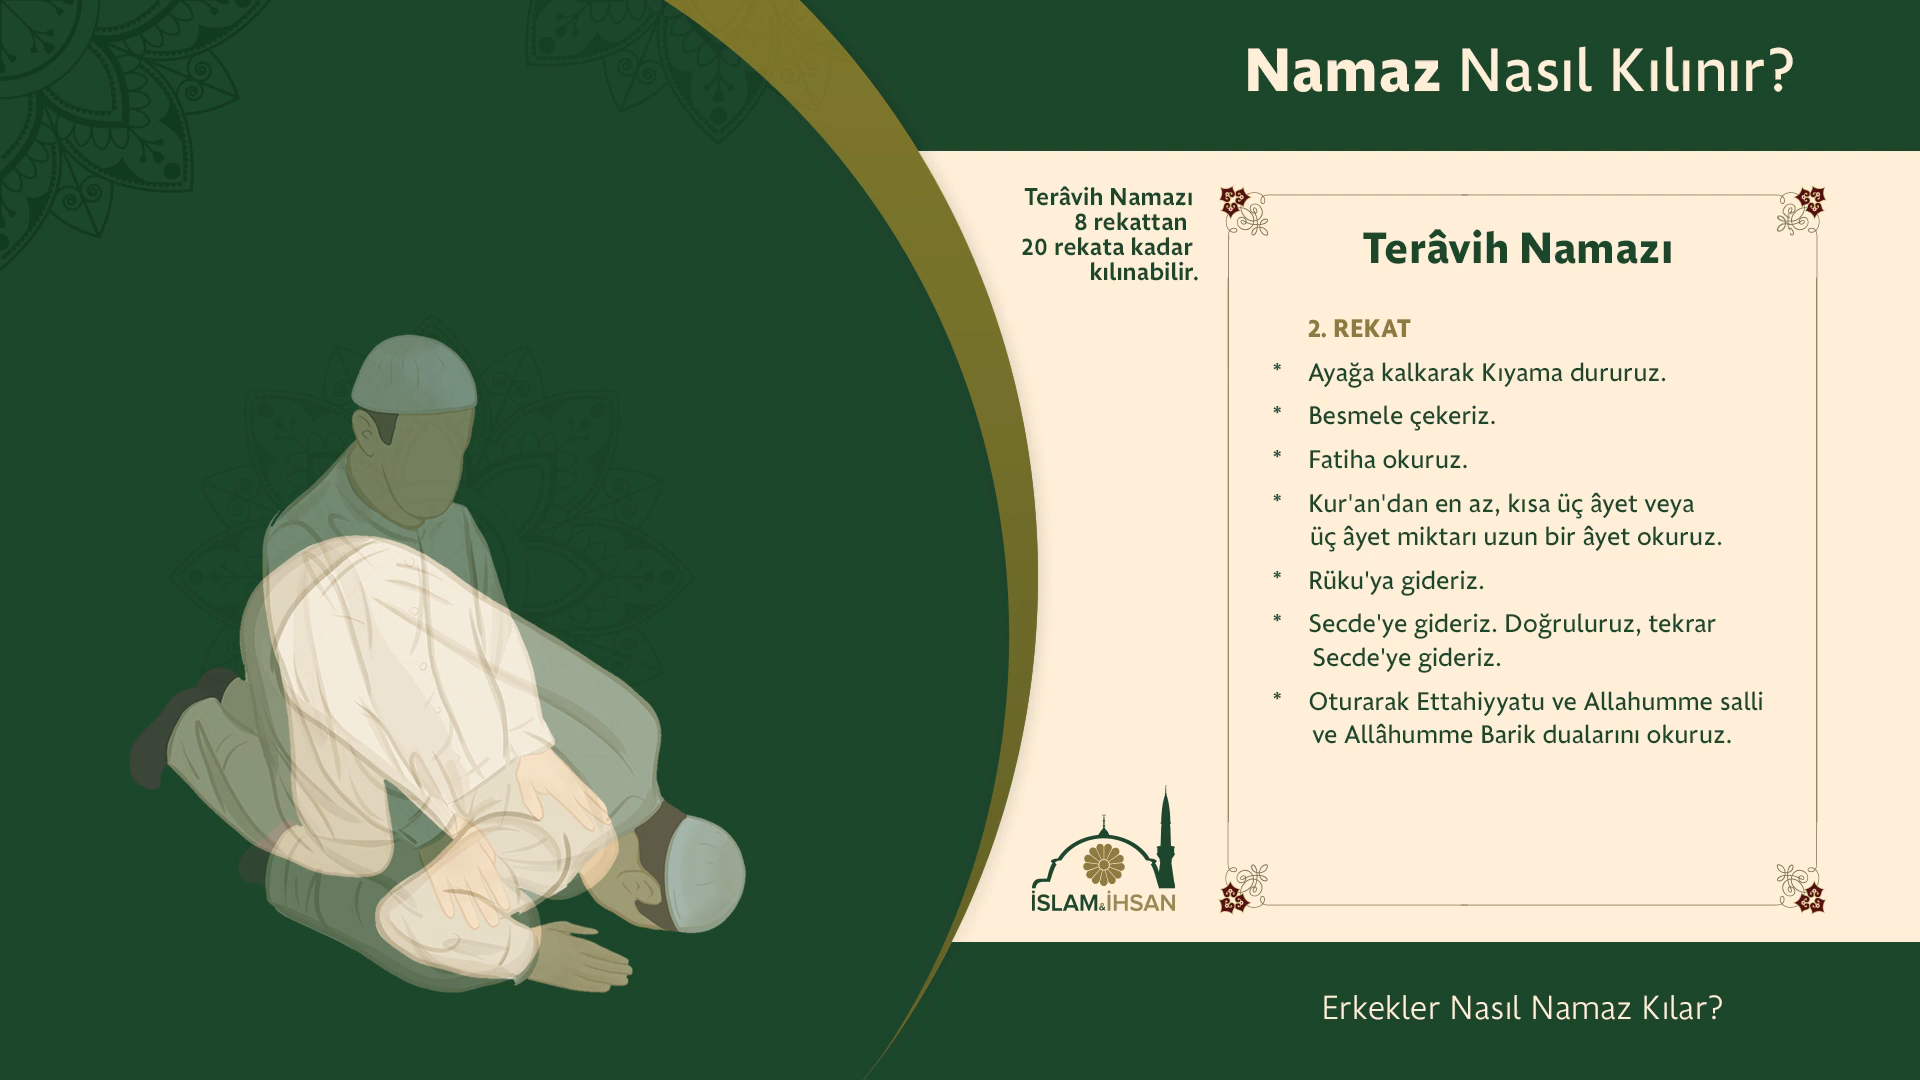 Namaz Nasıl Kılınır?
Terâvih Namazı
8 rekattan
20 rekata kadar
kılınabilir.
Terâvih Namazı
2. REKAT
* Ayağa kalkarak Kıyama dururuz.
* Besmele çekeriz.
* Fatiha okuruz.
* Kur'an'dan en az, kısa üç âyet veya
üç âyet miktarı uzun bir âyet okuruz.
* Rüku'ya gideriz.
* Secde'ye gideriz. Doğruluruz, tekrar
Secde'ye gideriz.
* Oturarak Ettahiyyatu ve Allahumme salli
ve Allâhumme Barik dualarını okuruz.
İSLAM&İHSAN
Erkekler Nasıl Namaz Kılar?